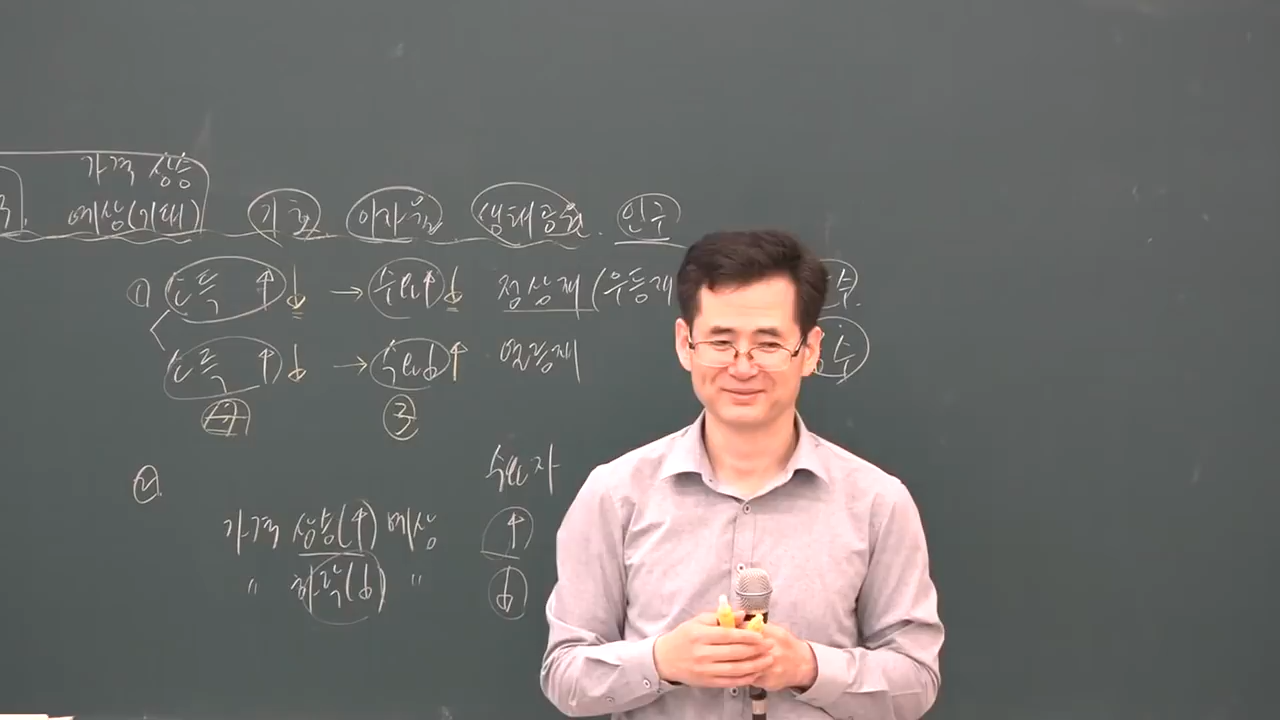 가격 상승
예상(기대) 기호 이자율 생태공원. 인구
① 소득 ↑↓ → 수요↑↓ 정상재 (우등재
소득 ↑↓ → 수요↓↑ 열등재
③
②. 수요자
가격 상승(↑) 예상 ↑
" 하락(↓) " ↓